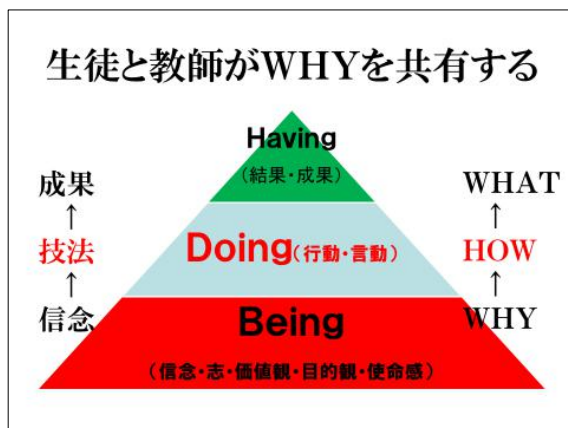 生徒と教師がWHYを共有する
Having
(結果・成果)
成果
↑
技法
↑
信念
Doing(行動・言動)
Being
(信念・志・価値観・目的観・使命感)
WHAT
↑
HOW
↑
WHY